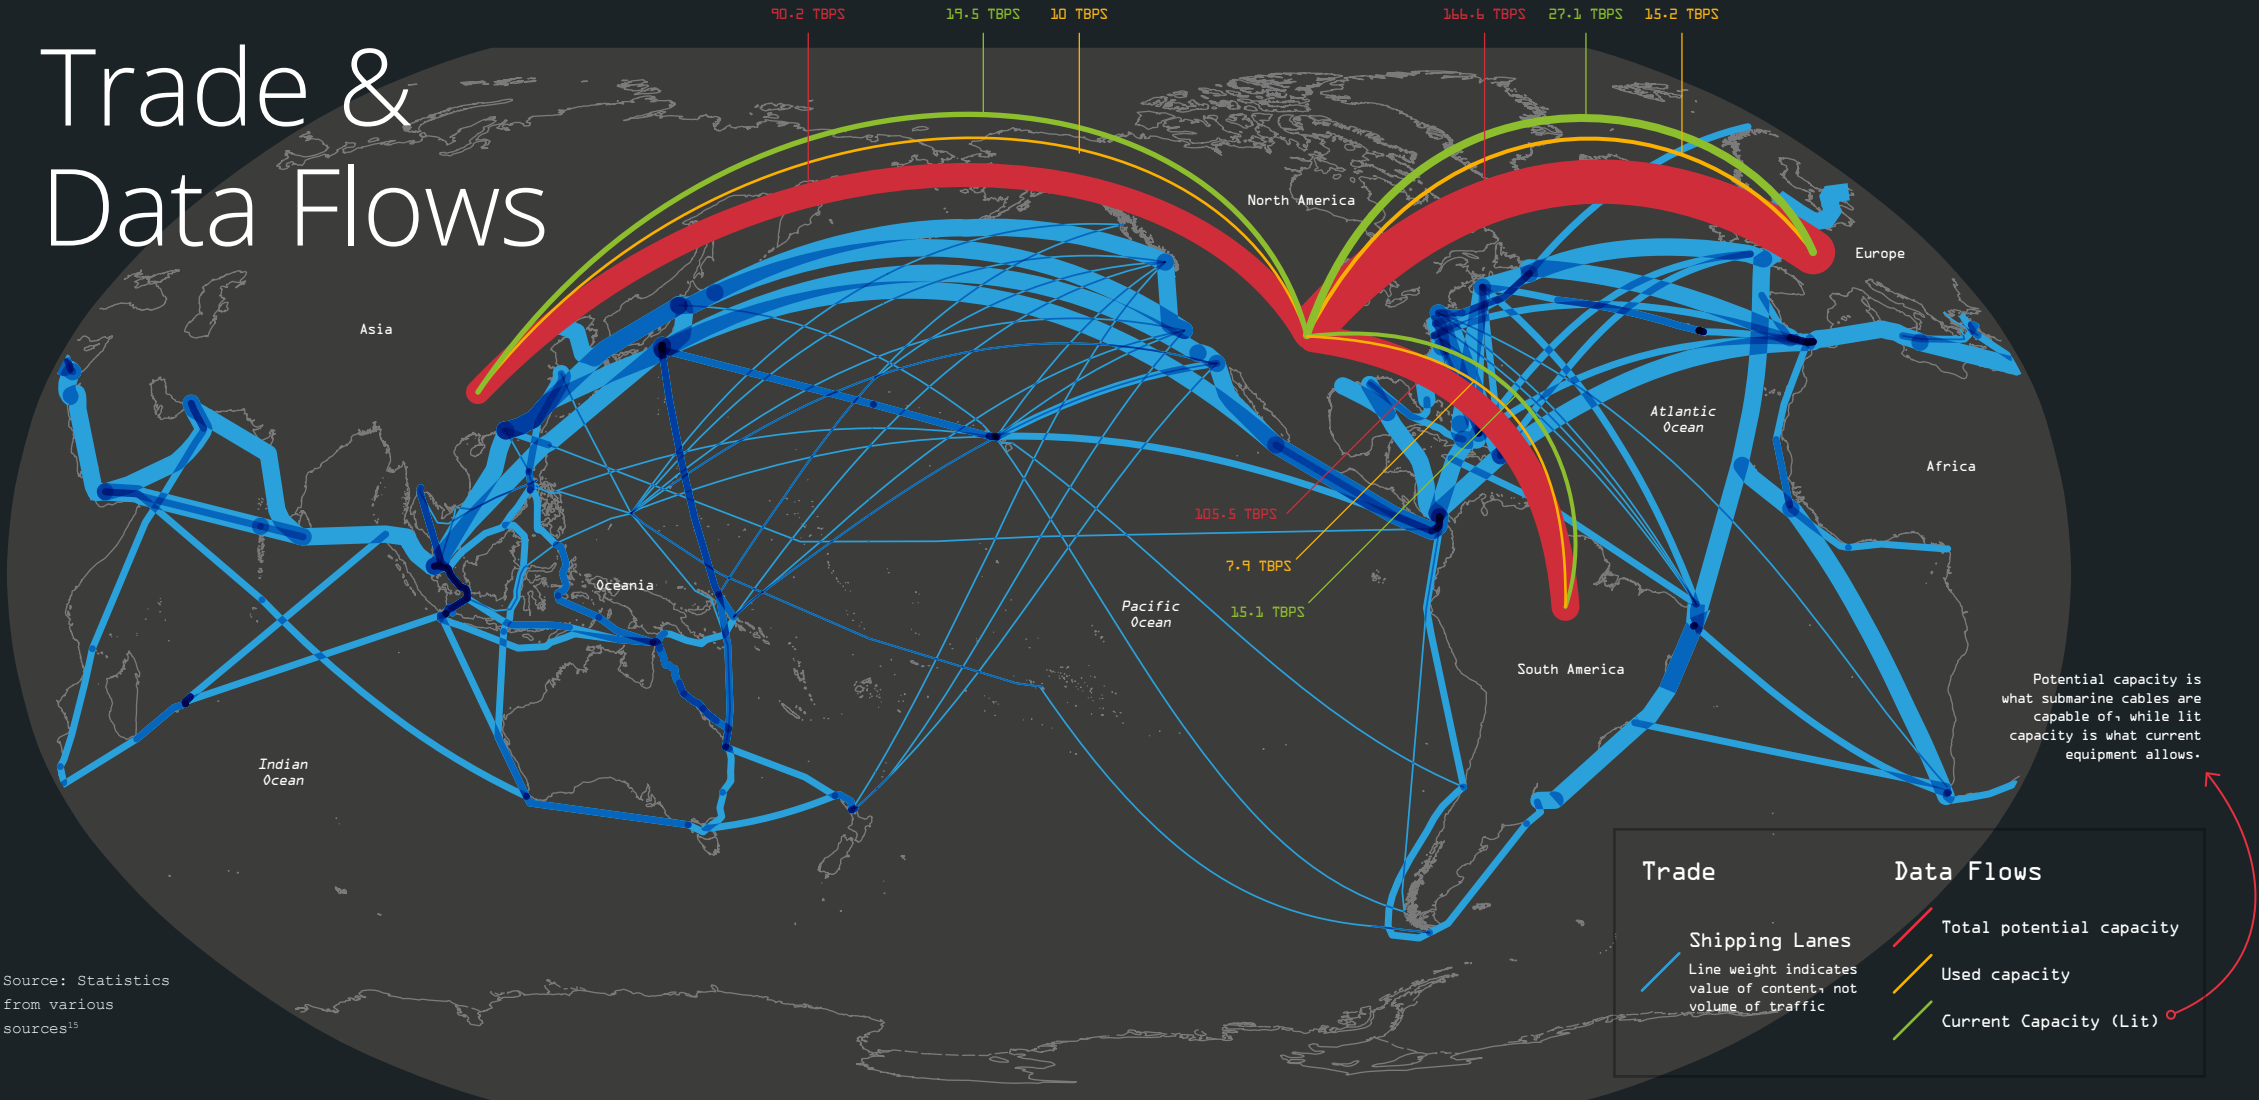 90.2 TBPS
19.5 TBPS
10 TBPS
166.6 TBPS
27.1 TBPS
15.2 TBPS
Trade &
Data Flows
North America
Europe
Asia
Atlantic
Ocean
Africa
105.5 TBPS
7.9 TBPS
15.1 TBPS
Oceania
Pacific
Ocean
South America
Indian
Ocean
Potential capacity is
what submarine cables are
capable of, while lit
capacity is what current
equipment allows.
Trade
Shipping Lanes
Line weight indicates
value of content, not
volume of traffic
Data Flows
Total potential capacity
Used capacity
Current Capacity (Lit)
Source: Statistics
from various
sources15